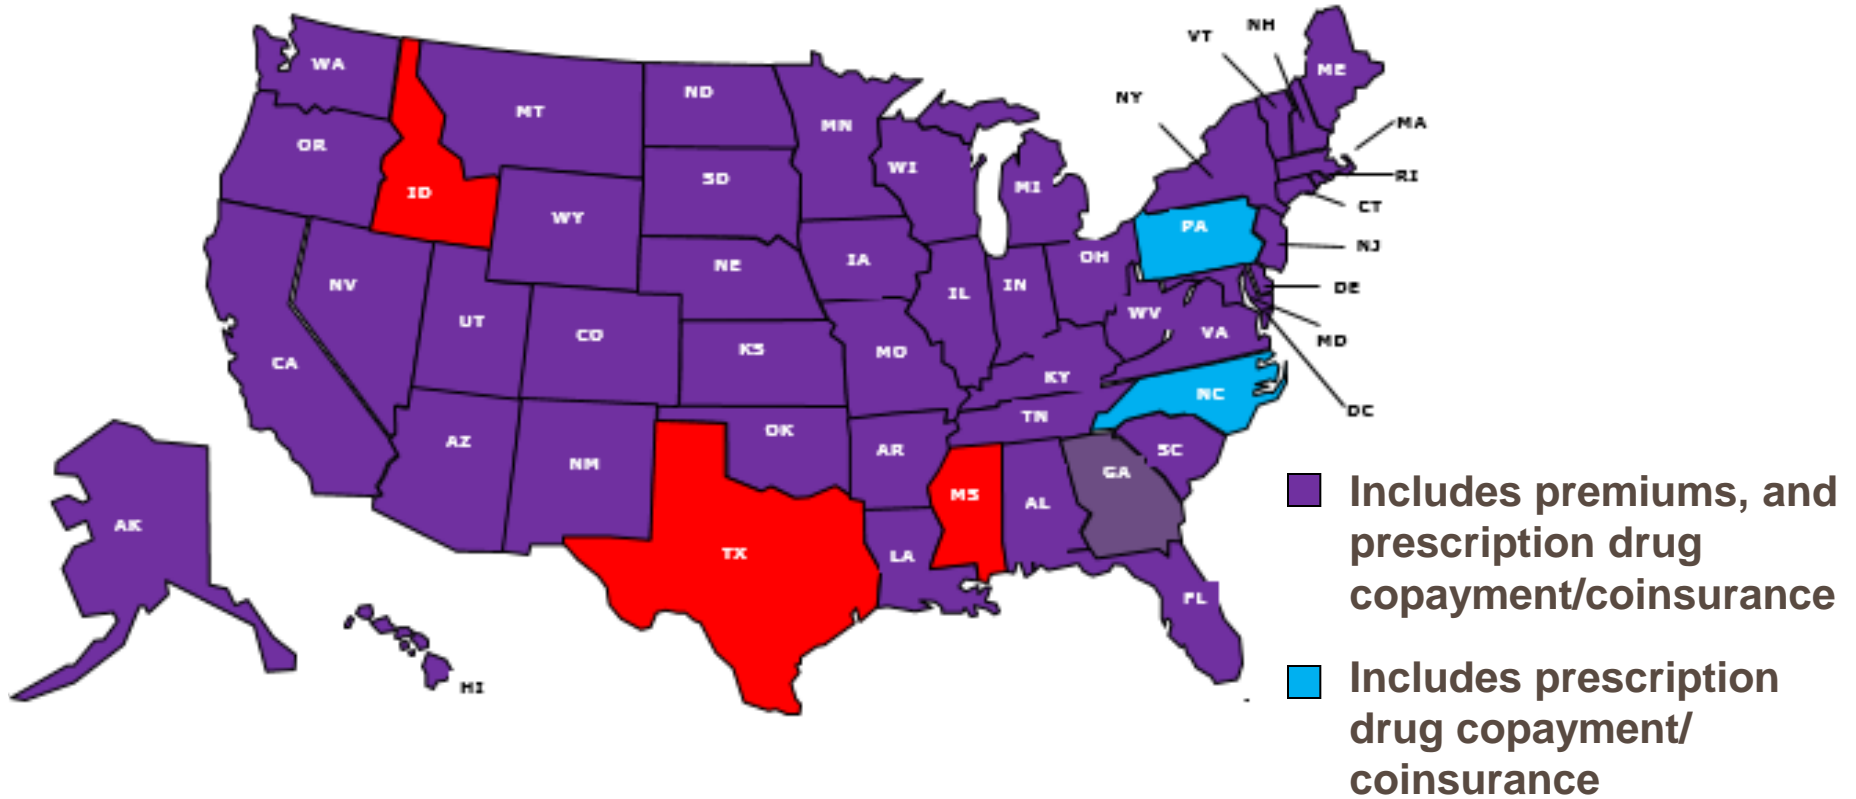 NH
VT
ME
WA
NY
ND
MT
MN
MA
OR
WI
RI
SD
MI
ID
CT
WY
PA
NJ
OH
IA
NE
NV
IN
DE
IL
WV
UT
CO
VA
MD
KS
MO
CA
KY
NC
DC
TN
OK
AZ
AR
SC
NM
GA
MS
AL
AK
TX
LA
FL
HI
Includes premiums, and
prescription drug
copayment/coinsurance
Includes prescription
drug copayment/
coinsurance